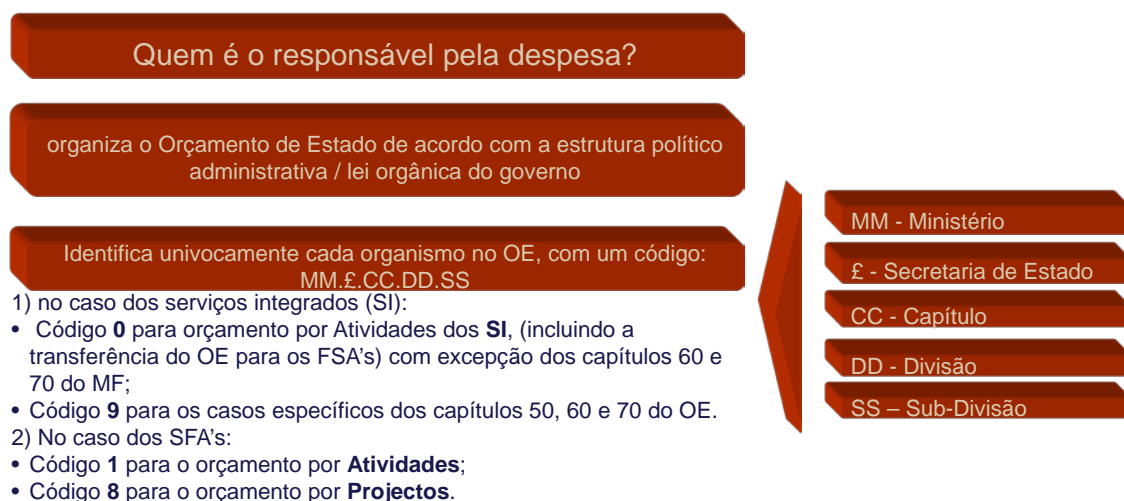 Quem é o responsável pela despesa?
organiza o Orçamento de Estado de acordo com a estrutura político
administrativa / lei orgânica do governo
Identifica univocamente cada organismo no OE, com um código:
MM.£.CC.DD.SS
1) no caso dos serviços integrados (SI):
• Código 0 para orçamento por Atividades dos SI, (incluindo a
transferência do OE para os FSA's) com excepção dos capítulos 60 e
70 do MF;
• Código 9 para os casos específicos dos capítulos 50, 60 e 70 do OE.
2) No caso dos SFA's:
• Código 1 para o orçamento por Atividades;
• Código 8 para o orçamento por Projectos.
MM - Ministério
£ - Secretaria de Estado
CC - Capítulo
DD - Divisão
SS – Sub-Divisão